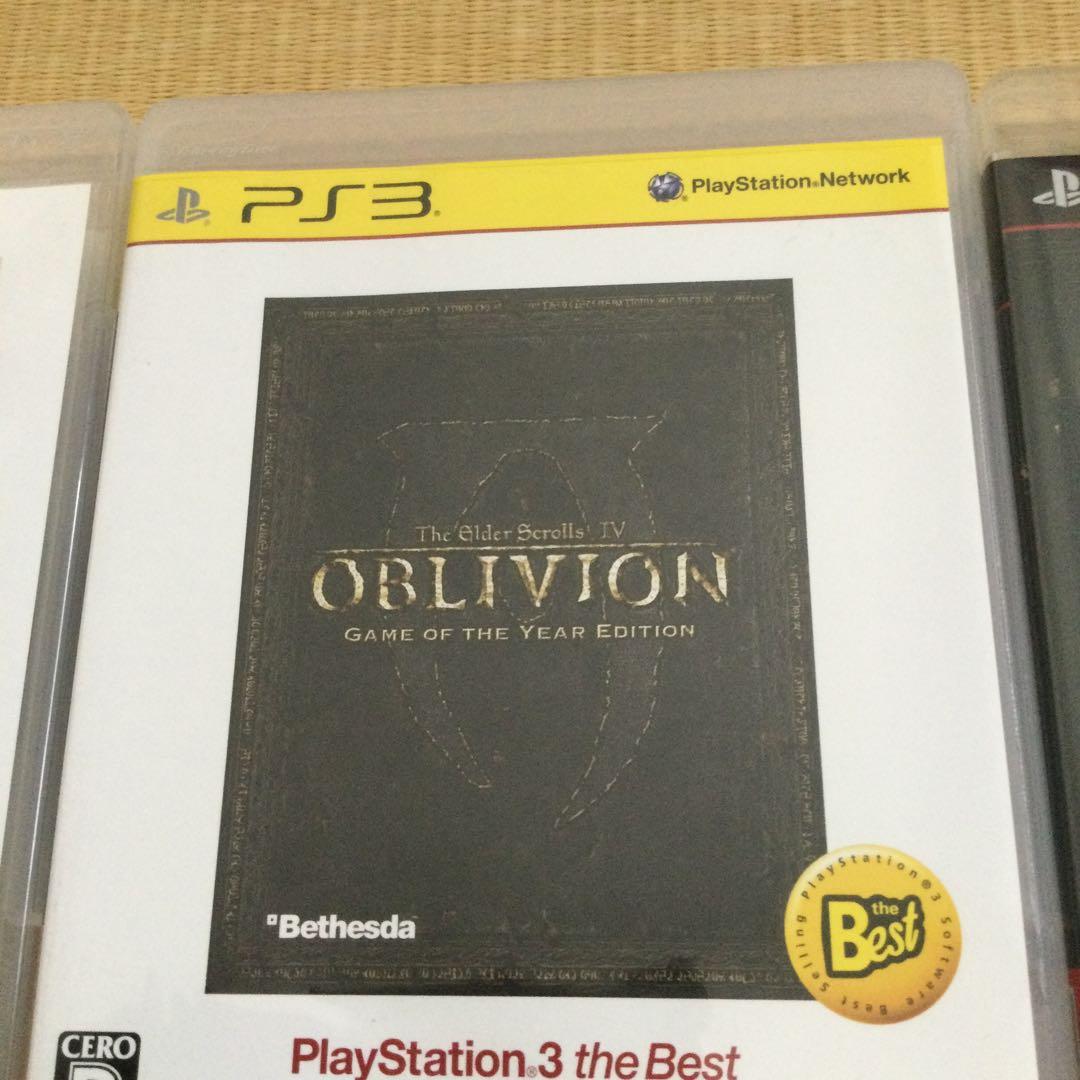 PS3
PlayStation®Network
The Elder Scrolls IV
OBLIVION
GAME OF THE YEAR EDITION
Bethesda
PlayStation®3 Software Best Selling
the
Best
CERO
D
PlayStation®3 the Best